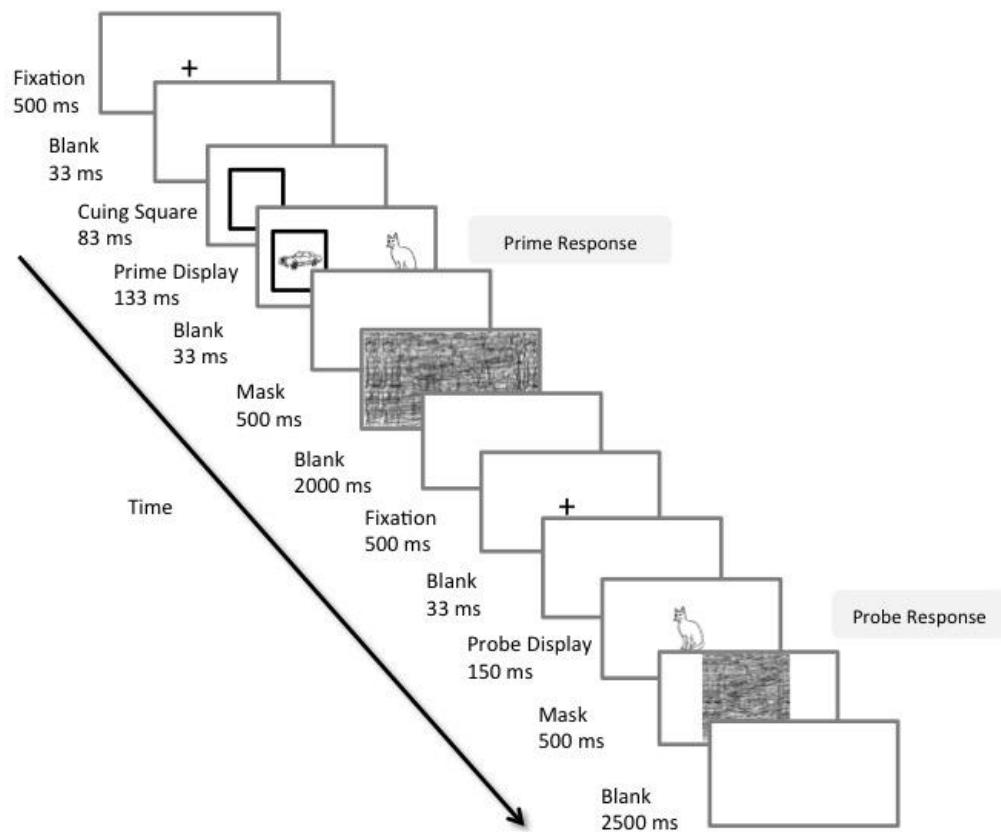 Fixation
500 ms
Blank
33 ms
Cuing Square
83 ms
Prime Display
133 ms
Prime Response
Blank
33 ms
Mask
500 ms
Blank
2000 ms
Time
Fixation
500 ms
Blank
33 ms
Probe Display
150 ms
Probe Response
Mask
500 ms
Blank
2500 ms